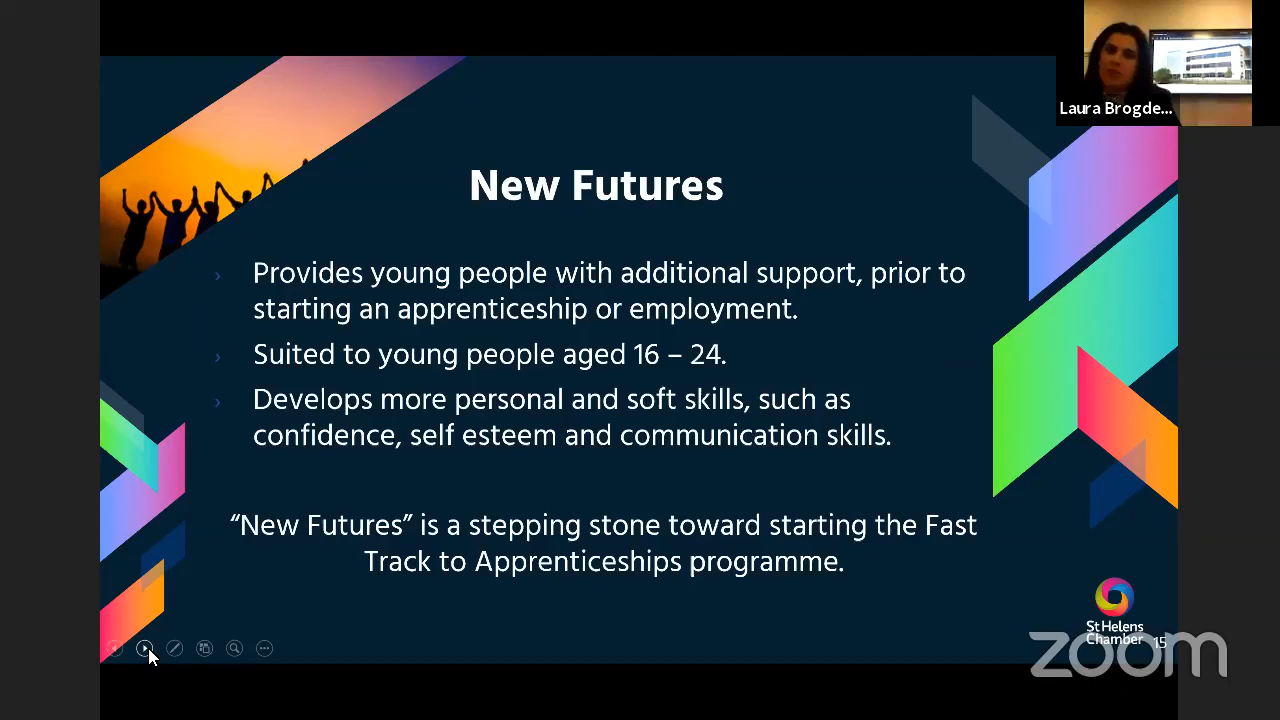 Laura Brogde...
New Futures
Provides young people with additional support, prior to
starting an apprenticeship or employment.
Suited to young people aged 16 – 24.
Develops more personal and soft skills, such as
confidence, self esteem and communication skills.
“New Futures” is a stepping stone toward starting the Fast
Track to Apprenticeships programme.
St Helens
Chamber
15
zoom